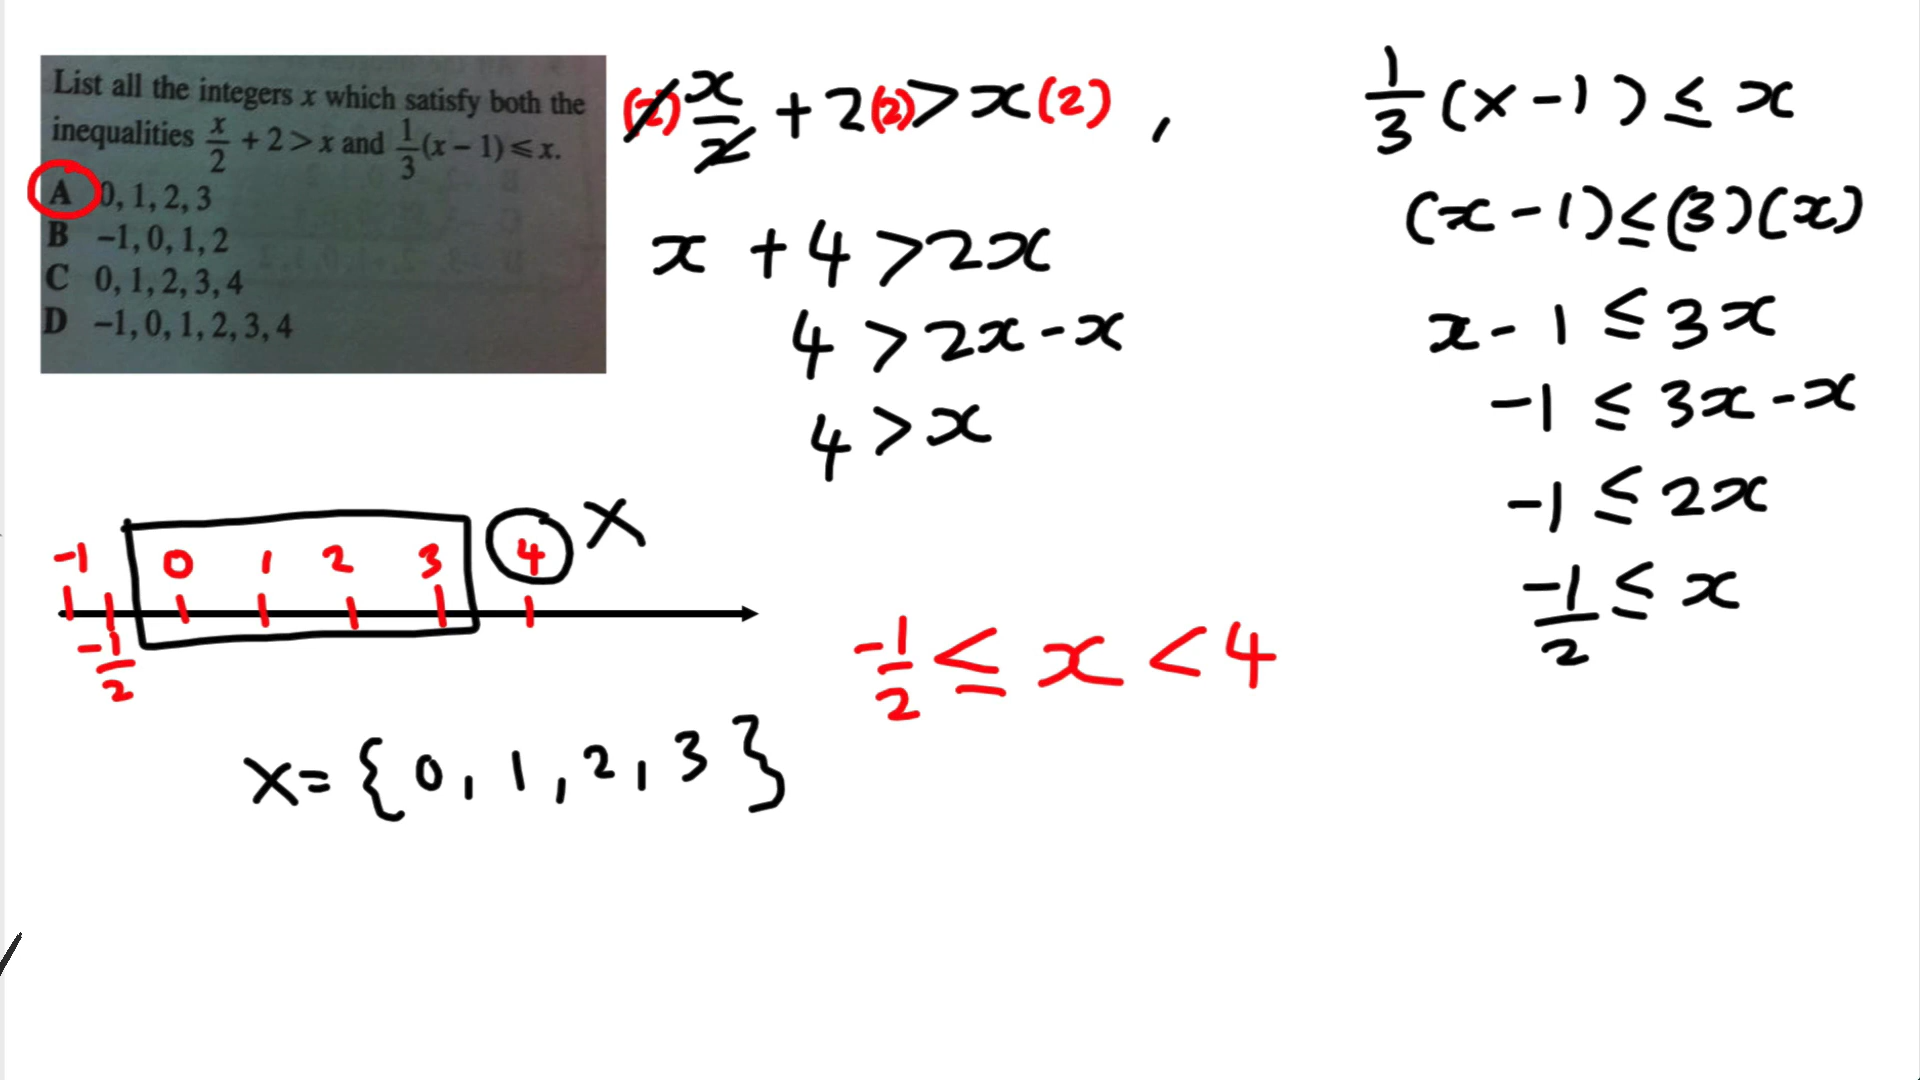 List all the integers x which satisfy both the
inequalities x/2 + 2 > x and 1/3(x − 1) ⩽ x.
A 0, 1, 2, 3
B −1, 0, 1, 2
C 0, 1, 2, 3, 4
D −1, 0, 1, 2, 3, 4
(2) x/2 + 2(2) > x(2) ,
x + 4 > 2x
4 > 2x - x
4 > x
1/3 (x - 1) ≤ x
(x - 1) ≤ (3)(x)
x - 1 ≤ 3x
-1 ≤ 3x - x
-1 ≤ 2x
-1/2 ≤ x
-1 0 1 2 3 4 X
-1/2
-1/2 ≤ x < 4
x = { 0, 1, 2, 3 }